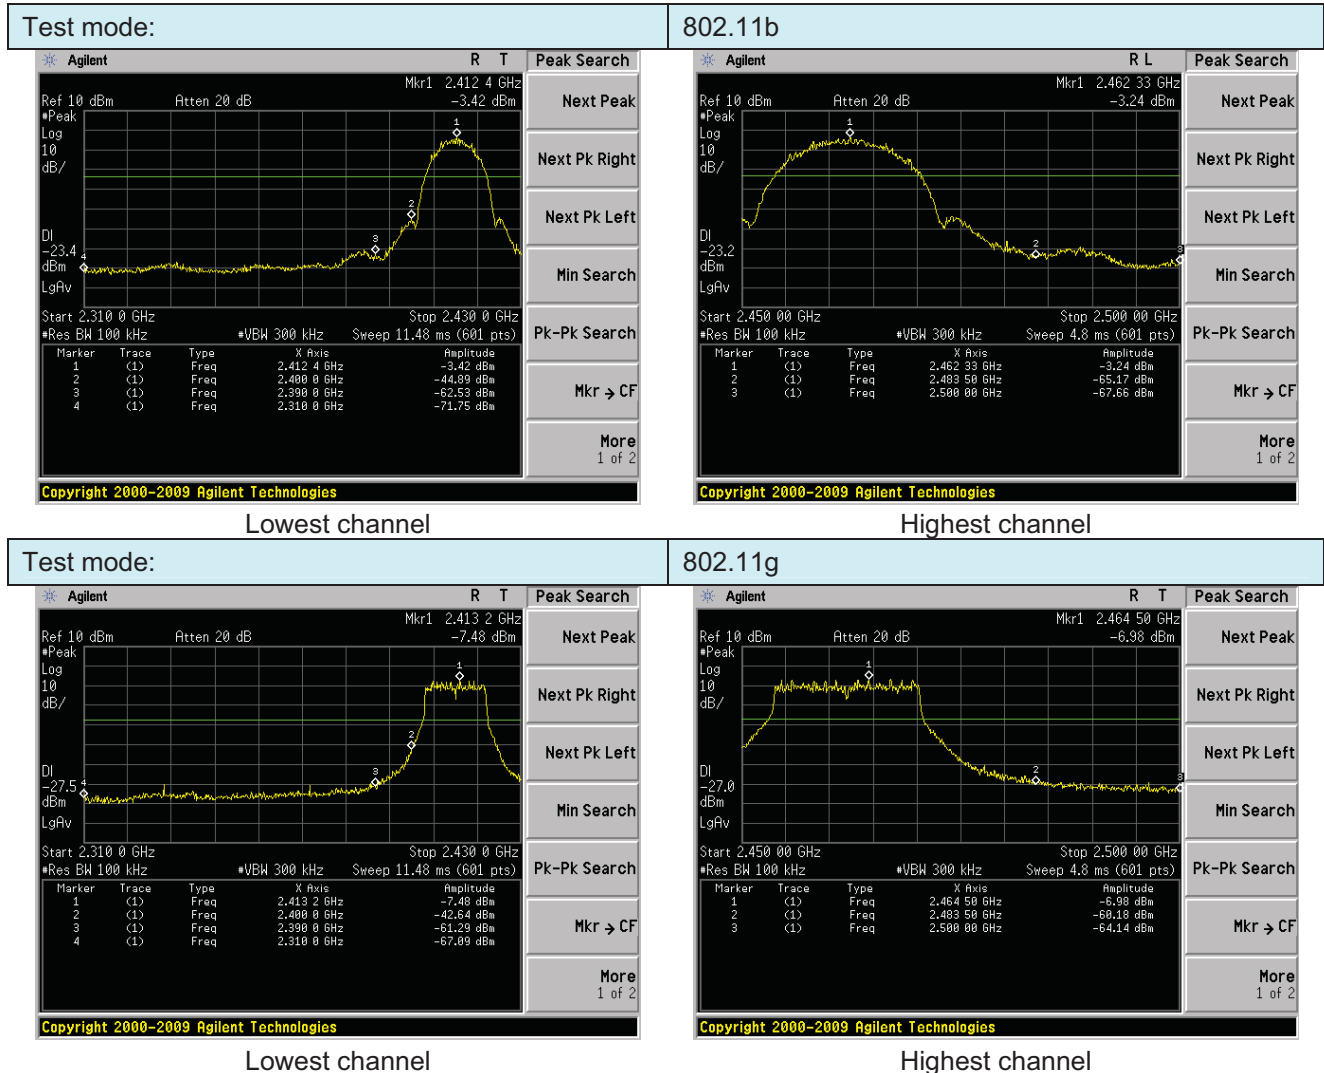 Test mode: 802.11b
Agilent R T Peak Search
Mkr1 2.412 4 GHz
Ref 10 dBm Atten 20 dB -3.42 dBm
#Peak
Log
10
dB/
1
2
3
4
DI
-23.4
dBm
LgAv
Start 2.310 0 GHz Stop 2.430 0 GHz
#Res BW 100 kHz #VBW 300 kHz Sweep 11.48 ms (601 pts)
Marker Trace Type X Axis Amplitude
1 (1) Freq 2.412 4 GHz -3.42 dBm
2 (1) Freq 2.400 0 GHz -44.89 dBm
3 (1) Freq 2.390 0 GHz -62.53 dBm
4 (1) Freq 2.310 0 GHz -71.75 dBm
Next Peak
Next Pk Right
Next Pk Left
Min Search
Pk-Pk Search
Mkr → CF
More
1 of 2
Copyright 2000-2009 Agilent Technologies
Lowest channel
Agilent R L Peak Search
Mkr1 2.462 33 GHz
Ref 10 dBm Atten 20 dB -3.24 dBm
#Peak
Log
10
dB/
1
2
3
DI
-23.2
dBm
LgAv
Start 2.450 00 GHz Stop 2.500 00 GHz
#Res BW 100 kHz #VBW 300 kHz Sweep 4.8 ms (601 pts)
Marker Trace Type X Axis Amplitude
1 (1) Freq 2.462 33 GHz -3.24 dBm
2 (1) Freq 2.483 50 GHz -65.17 dBm
3 (1) Freq 2.500 00 GHz -67.66 dBm
Next Peak
Next Pk Right
Next Pk Left
Min Search
Pk-Pk Search
Mkr → CF
More
1 of 2
Copyright 2000-2009 Agilent Technologies
Highest channel
Test mode: 802.11g
Agilent R T Peak Search
Mkr1 2.413 2 GHz
Ref 10 dBm Atten 20 dB -7.48 dBm
#Peak
Log
10
dB/
1
2
3
4
DI
-27.5
dBm
LgAv
Start 2.310 0 GHz Stop 2.430 0 GHz
#Res BW 100 kHz #VBW 300 kHz Sweep 11.48 ms (601 pts)
Marker Trace Type X Axis Amplitude
1 (1) Freq 2.413 2 GHz -7.48 dBm
2 (1) Freq 2.400 0 GHz -42.64 dBm
3 (1) Freq 2.390 0 GHz -61.29 dBm
4 (1) Freq 2.310 0 GHz -67.09 dBm
Next Peak
Next Pk Right
Next Pk Left
Min Search
Pk-Pk Search
Mkr → CF
More
1 of 2
Copyright 2000-2009 Agilent Technologies
Lowest channel
Agilent R T Peak Search
Mkr1 2.464 50 GHz
Ref 10 dBm Atten 20 dB -6.98 dBm
#Peak
Log
10
dB/
1
2
3
DI
-27.0
dBm
LgAv
Start 2.450 00 GHz Stop 2.500 00 GHz
#Res BW 100 kHz #VBW 300 kHz Sweep 4.8 ms (601 pts)
Marker Trace Type X Axis Amplitude
1 (1) Freq 2.464 50 GHz -6.98 dBm
2 (1) Freq 2.483 50 GHz -60.18 dBm
3 (1) Freq 2.500 00 GHz -64.14 dBm
Next Peak
Next Pk Right
Next Pk Left
Min Search
Pk-Pk Search
Mkr → CF
More
1 of 2
Copyright 2000-2009 Agilent Technologies
Highest channel